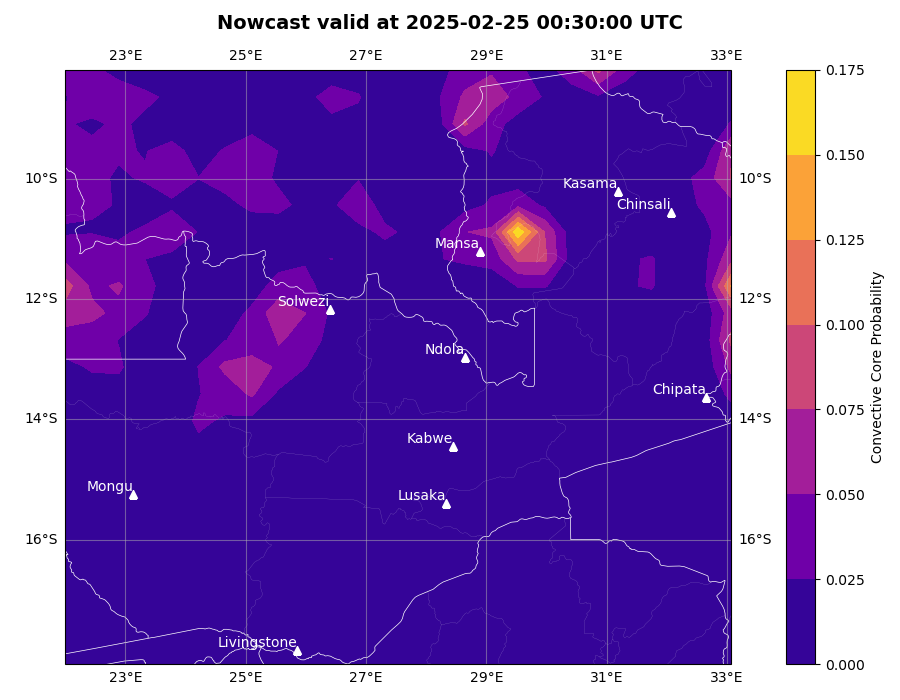 Nowcast valid at 2025-02-25 00:30:00 UTC
23°E 25°E 27°E 29°E 31°E 33°E
0.175
0.150
10°S Kasama 10°S
Chinsali
0.125
Mansa
12°S Solwezi 12°S
0.100
Ndola
Chipata
0.075
14°S 14°S
Kabwe
Mongu Lusaka
0.050
16°S 16°S
0.025
Livingstone
0.000
23°E 25°E 27°E 29°E 31°E 33°E
Convective Core Probability